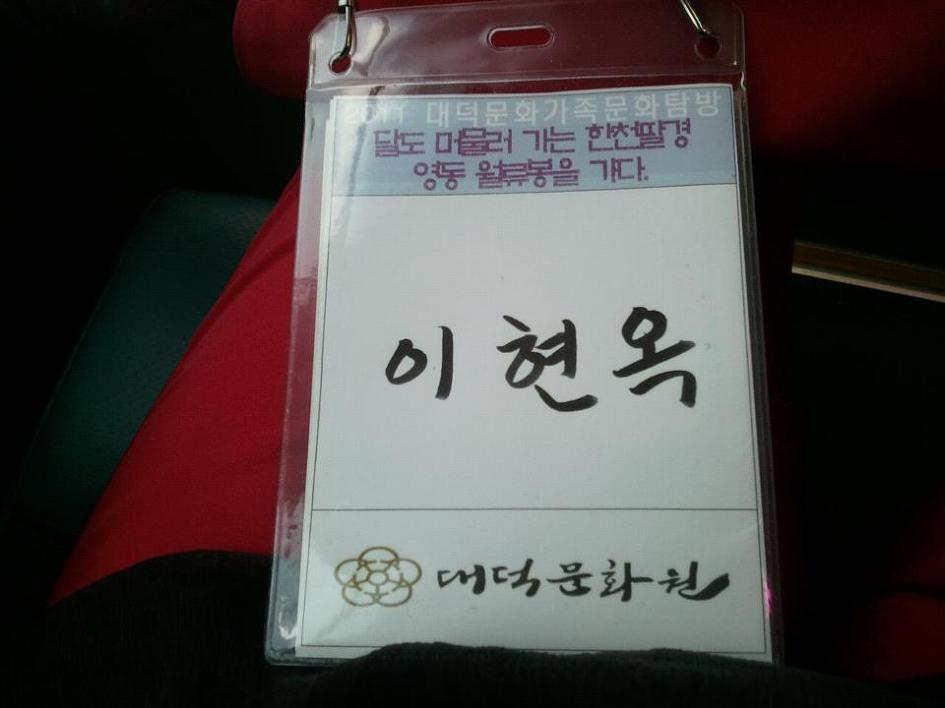 2011 대덕문화가족문화탐방
달도 머물러 가는 한천팔경
영동 월류봉을 가다.
이현옥
대덕문화원